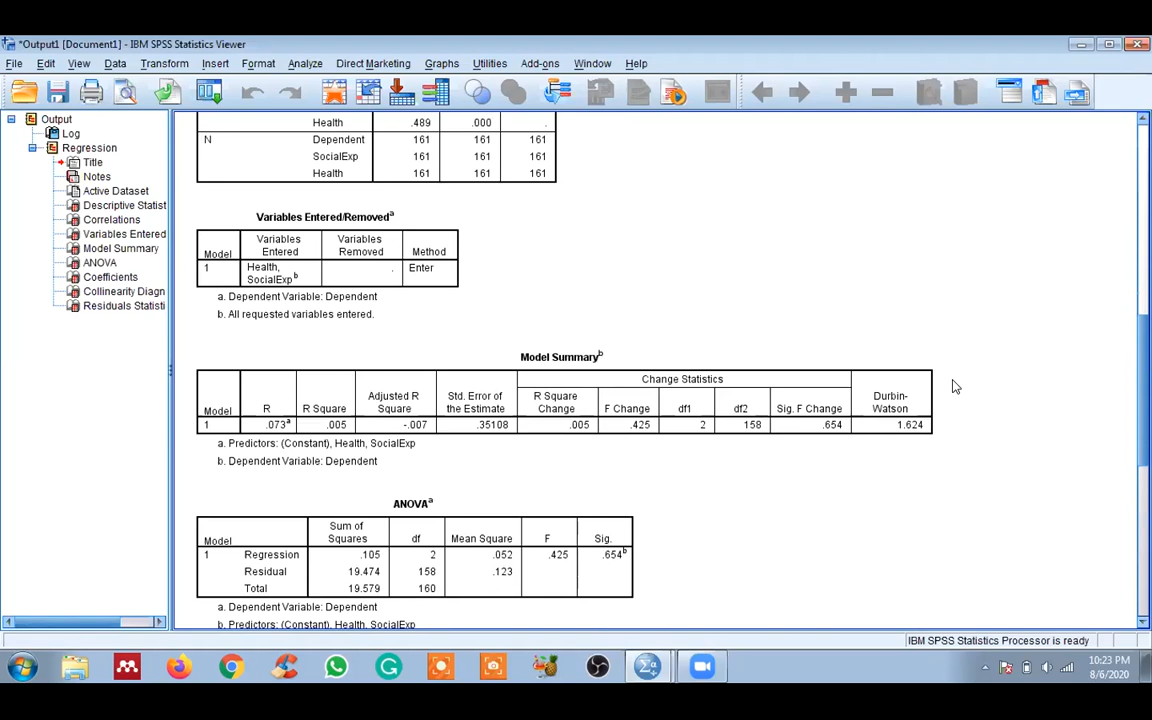 *Output1 [Document1] - IBM SPSS Statistics Viewer
File Edit View Data Transform Insert Format Analyze Direct Marketing Graphs Utilities Add-ons Window Help
Output
Log
Regression
Title
Notes
Active Dataset
Descriptive Statist
Correlations
Variables Entered
Model Summary
ANOVA
Coefficients
Collinearity Diagn
Residuals Statisti
Health .489 .000 .
N Dependent 161 161 161
SocialExp 161 161 161
Health 161 161 161
Variables Entered/Removedᵃ
Model Variables Entered Variables Removed Method
1 Health, SocialExpᵇ . Enter
a. Dependent Variable: Dependent
b. All requested variables entered.
Model Summaryᵇ
Change Statistics
Model R R Square Adjusted R Square Std. Error of the Estimate R Square Change F Change df1 df2 Sig. F Change Durbin-Watson
1 .073ᵃ .005 -.007 .35108 .005 .425 2 158 .654 1.624
a. Predictors: (Constant), Health, SocialExp
b. Dependent Variable: Dependent
ANOVAᵃ
Model Sum of Squares df Mean Square F Sig.
1 Regression .105 2 .052 .425 .654ᵇ
Residual 19.474 158 .123
Total 19.579 160
a. Dependent Variable: Dependent
b. Predictors: (Constant), Health, SocialExp
IBM SPSS Statistics Processor is ready
10:23 PM
8/6/2020